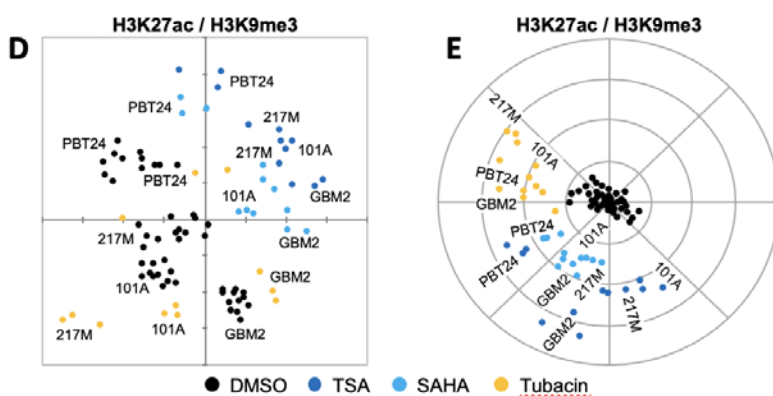 D
H3K27ac / H3K9me3
PBT24
PBT24
PBT24
PBT24
217M
217M
101A
101A
GBM2
GBM2
217M
101A
GBM2
GBM2
217M
101A
E
H3K27ac / H3K9me3
217M
101A
PBT24
GBM2
PBT24
101A
PBT24
GBM2
217M
101A
217M
GBM2
DMSO
TSA
SAHA
Tubacin